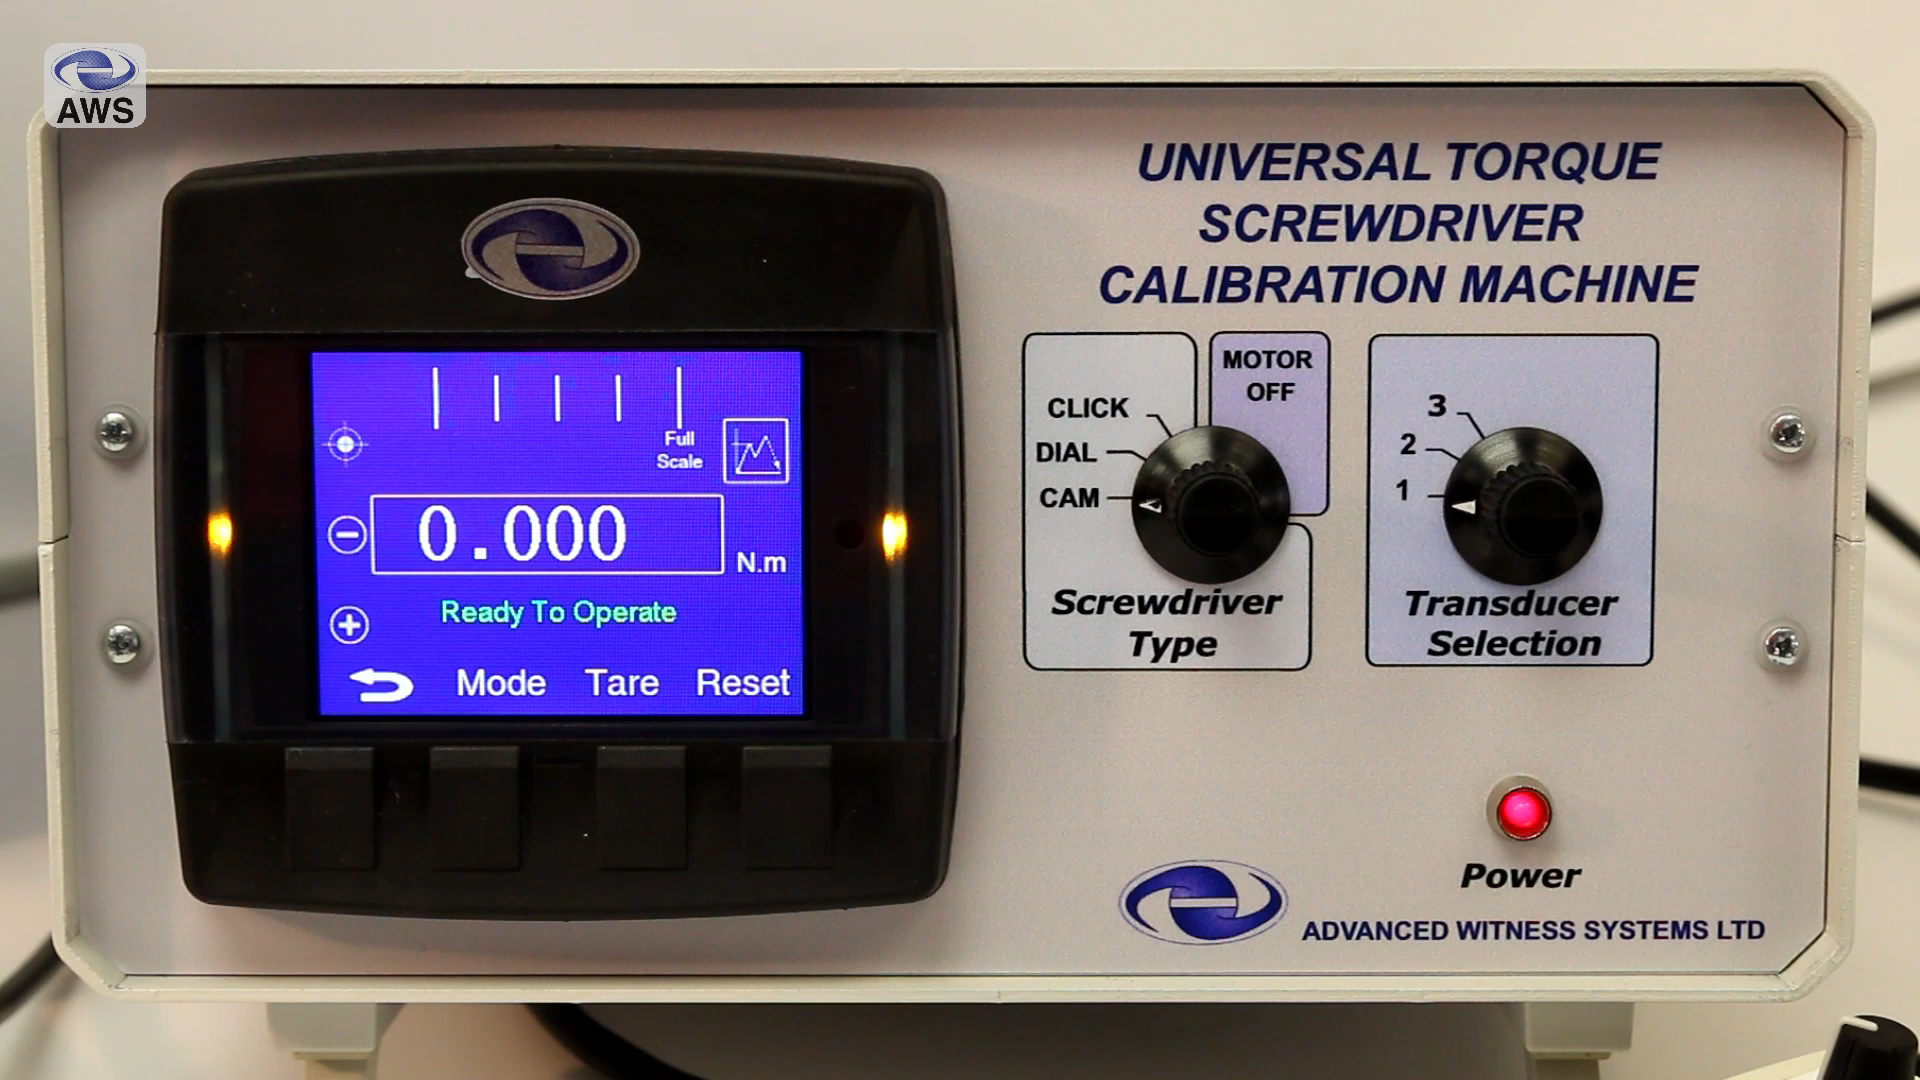 AWS
UNIVERSAL TORQUE
SCREWDRIVER
CALIBRATION MACHINE
Full
Scale
0.000
N.m
Ready To Operate
Mode Tare Reset
CLICK
DIAL
CAM
MOTOR
OFF
Screwdriver
Type
3
2
1
Transducer
Selection
Power
ADVANCED WITNESS SYSTEMS LTD